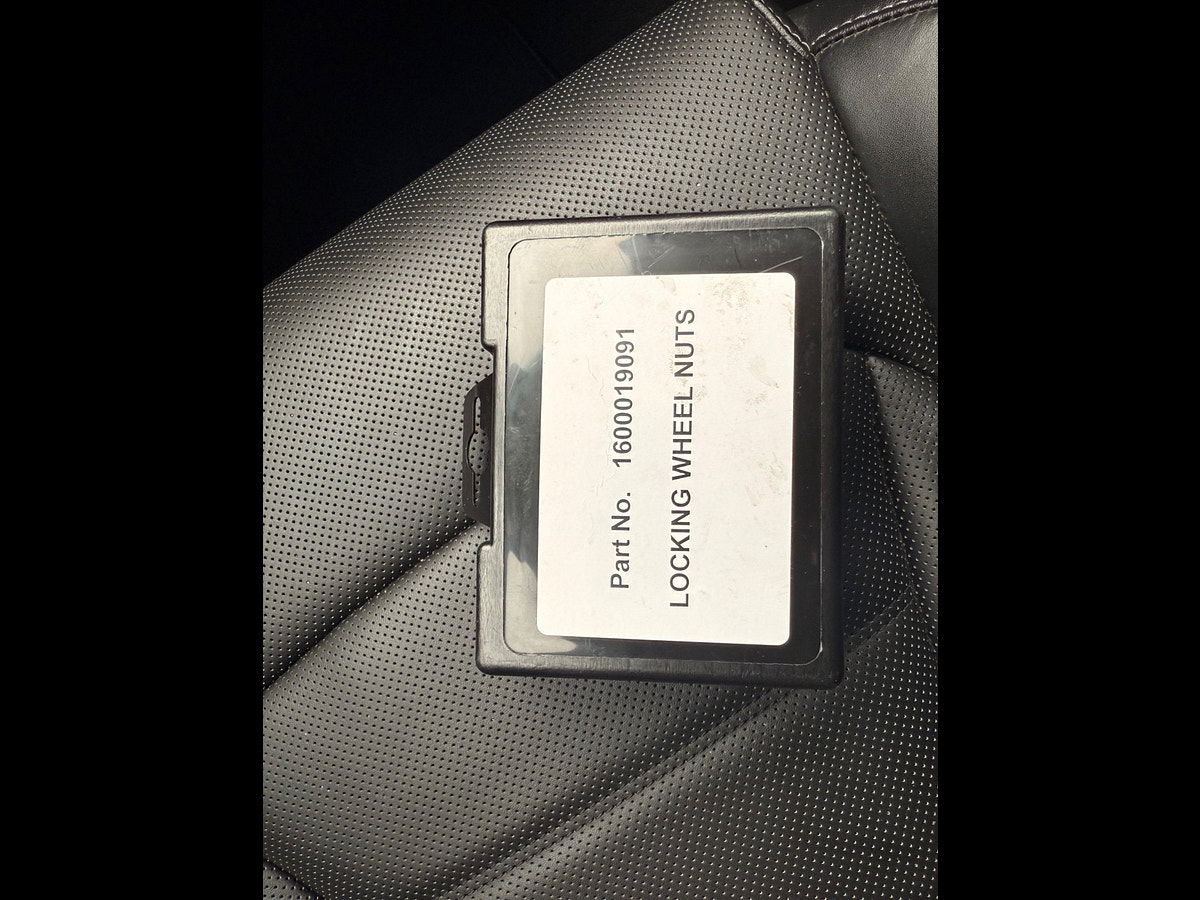 Part No. 1600019091
LOCKING WHEEL NUTS